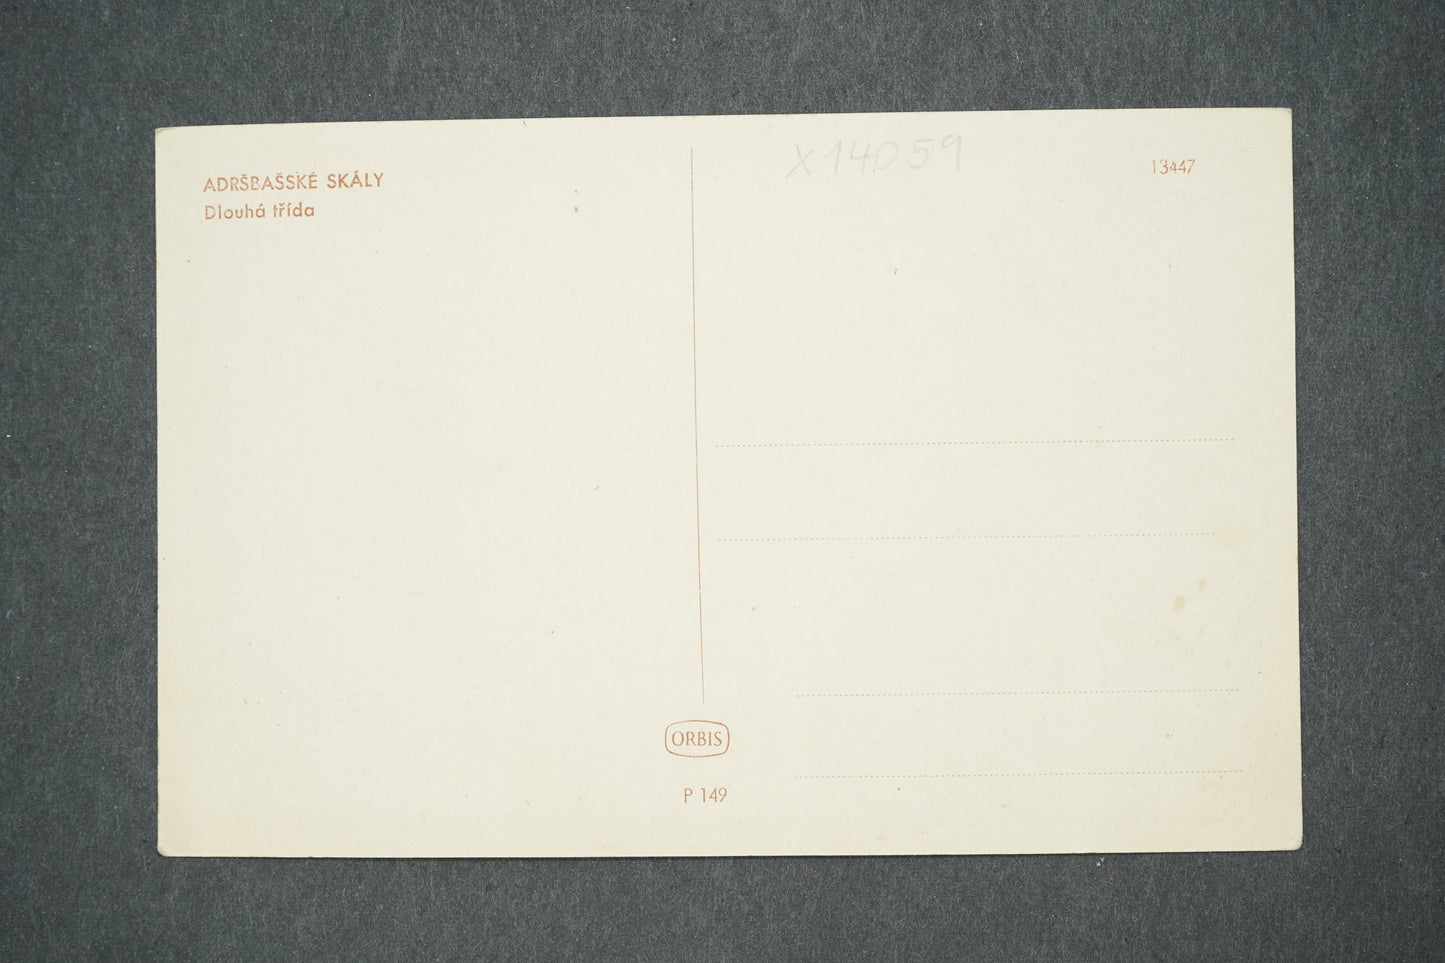 ADRŠBAŠSKÉ SKÁLY
Dlouhá třída
X14059
13447
ORBIS
P 149